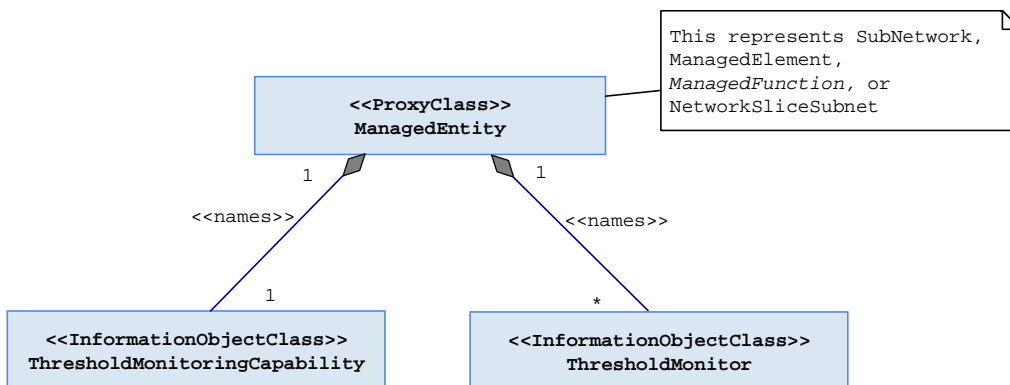 This represents SubNetwork,
ManagedElement,
ManagedFunction, or
NetworkSliceSubnet
<<ProxyClass>>
ManagedEntity
1
1
<<names>>
<<names>>
1
*
<<InformationObjectClass>>
ThresholdMonitoringCapability
<<InformationObjectClass>>
ThresholdMonitor